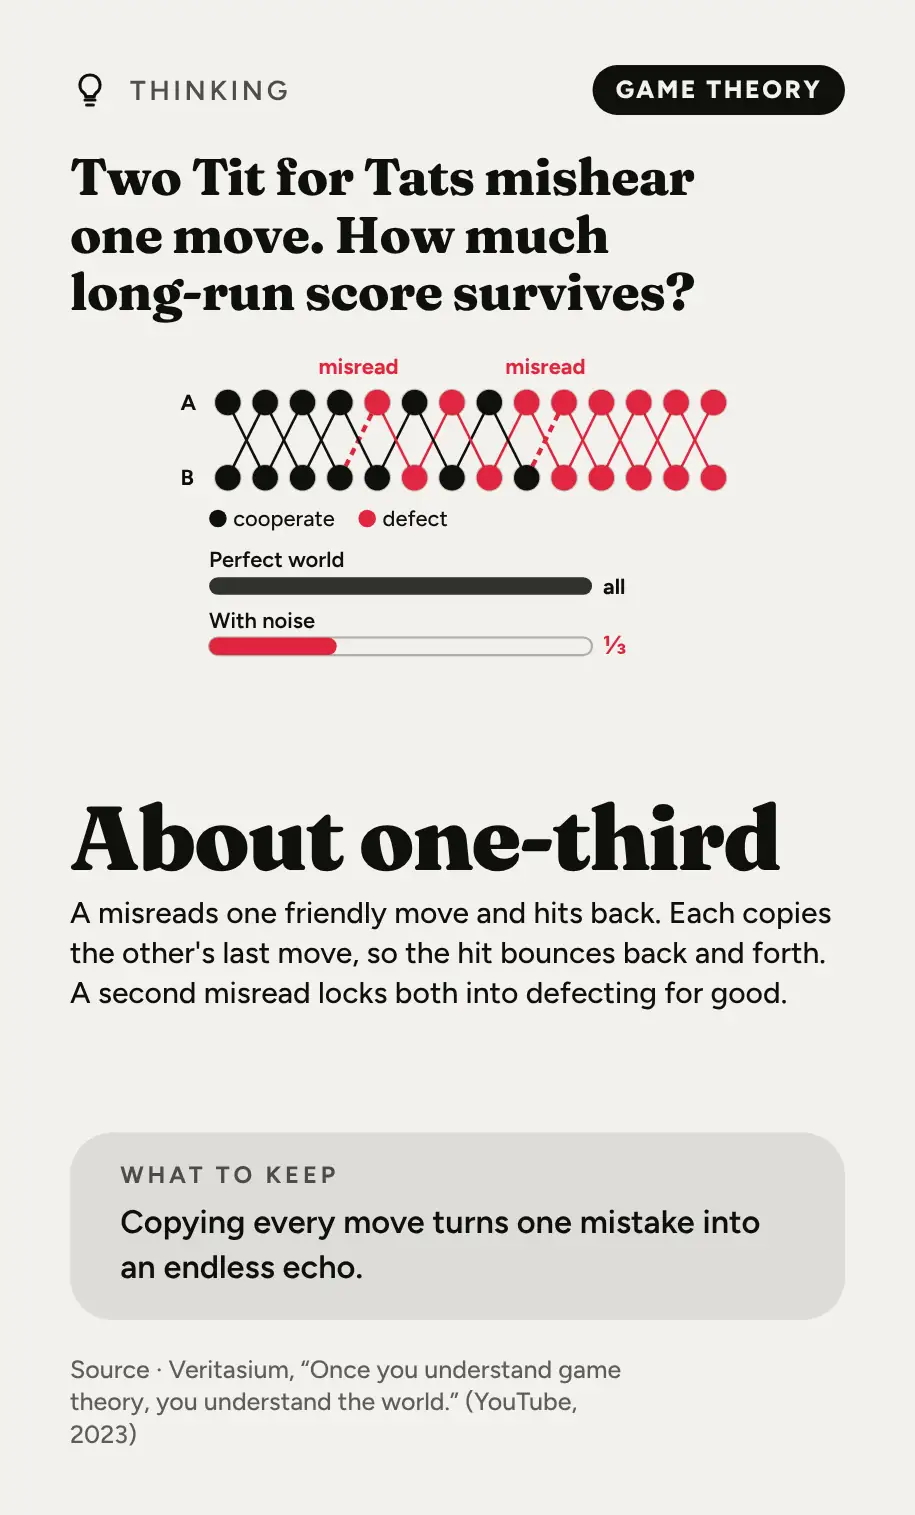 THINKING
GAME THEORY
Two Tit for Tats mishear
one move. How much
long-run score survives?
misread misread
A
B
cooperate defect
Perfect world
all
With noise
⅓
About one-third
A misreads one friendly move and hits back. Each copies
the other's last move, so the hit bounces back and forth.
A second misread locks both into defecting for good.
WHAT TO KEEP
Copying every move turns one mistake into
an endless echo.
Source · Veritasium, “Once you understand game
theory, you understand the world.” (YouTube,
2023)